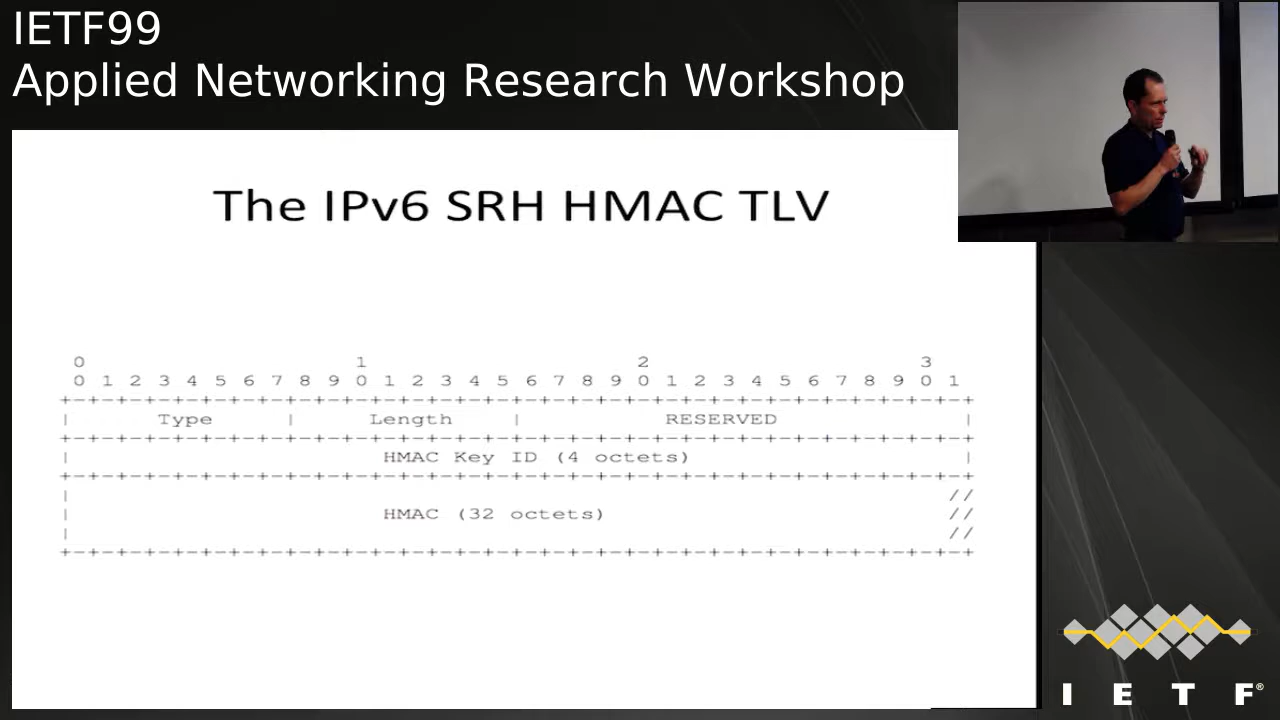 IETF99
Applied Networking Research Workshop
The IPv6 SRH HMAC TLV
0 1 2 3
0 1 2 3 4 5 6 7 8 9 0 1 2 3 4 5 6 7 8 9 0 1 2 3 4 5 6 7 8 9 0 1
+-+-+-+-+-+-+-+-+-+-+-+-+-+-+-+-+-+-+-+-+-+-+-+-+-+-+-+-+-+-+-+-+
| Type | Length | RESERVED |
+-+-+-+-+-+-+-+-+-+-+-+-+-+-+-+-+-+-+-+-+-+-+-+-+-+-+-+-+-+-+-+-+
| HMAC Key ID (4 octets) |
+-+-+-+-+-+-+-+-+-+-+-+-+-+-+-+-+-+-+-+-+-+-+-+-+-+-+-+-+-+-+-+-+
| //
| HMAC (32 octets) //
| //
+-+-+-+-+-+-+-+-+-+-+-+-+-+-+-+-+-+-+-+-+-+-+-+-+-+-+-+-+-+-+-+-+
I E T F®